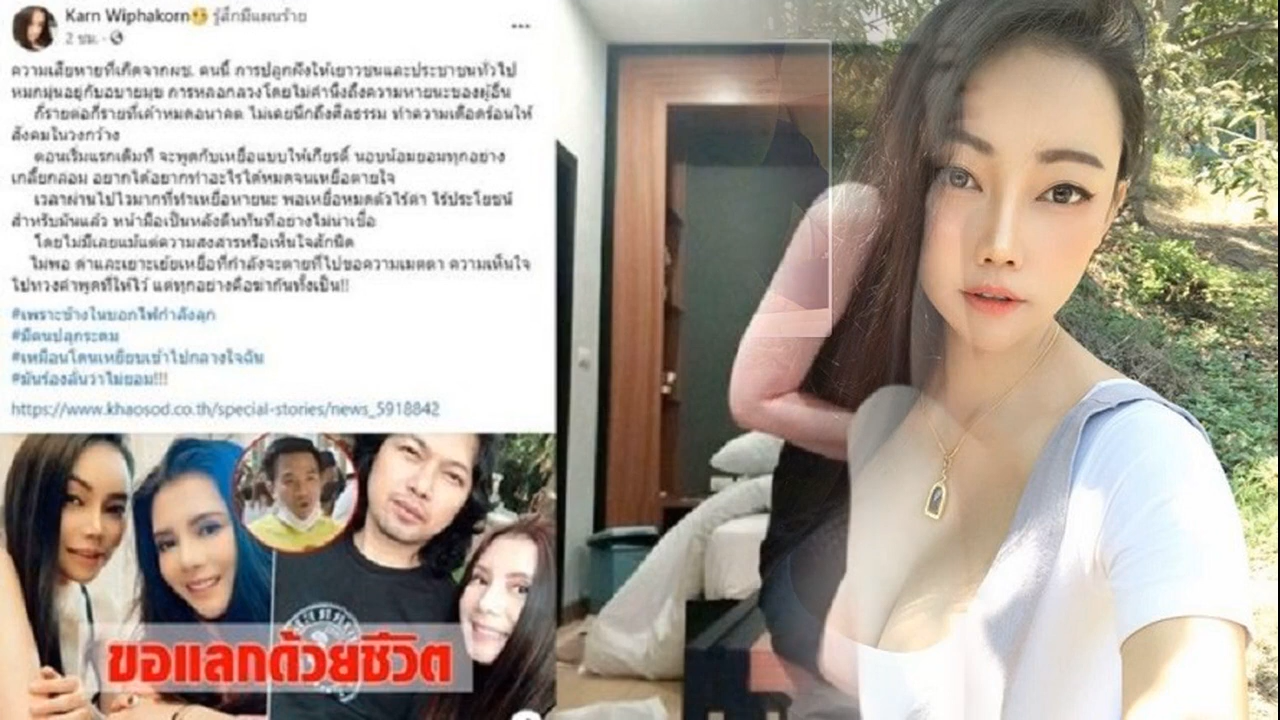 Karn Wiphakorn รู้สึกมีแผนร้าย
2 ชม.
ความเสียหายที่เกิดจากผช. คนนี้ การปลูกฝังให้เยาวชนและประชาชนทั่วไป
หมกมุ่นอยู่กับอบายมุข การหลอกลวงโดยไม่คำนึงถึงความหายนะของผู้อื่น
กี่รายต่อกี่รายที่เค้าหมดอนาคต ไม่เคยนึกถึงศีลธรรม ทำความเดือดร้อนให้
สังคมในวงกว้าง
ตอนเริ่มแรกเดิมที จะพูดกับเหยื่อแบบให้เกียรติ์ นอบน้อมยอมทุกอย่าง
เกลี้ยกล่อม อยากได้อยากทำอะไรได้หมดจนเหยื่อตายใจ
เวลาผ่านไปไวมากที่ทำเหยื่อหายนะ พอเหยื่อหมดตัวไร้ค่า ไร้ประโยชน์
สำหรับมันแล้ว หน้ามือเป็นหลังตีนทันทีอย่างไม่น่าเชื่อ
โดยไม่มีเลยแม้แต่ความสงสารหรือเห็นใจสักนิด
ไม่พอ ด่าและเยาะเย้ยเหยื่อที่กำลังจะตายที่ไปขอความเมตตา ความเห็นใจ
ไปทวงคำพูดที่ให้ไว้ แต่ทุกอย่างคือฆ่ากันทั้งเป็น!!
#เพราะข้างในบอกไฟกำลังลุก
#มีคนปลุกระดม
#เหมือนโดนเหยียบเข้าไปกลางใจฉัน
#มันร้องลั่นว่าไม่ยอม!!!
https://www.khaosod.co.th/special-stories/news_5918842
ขอแลกด้วยชีวิต